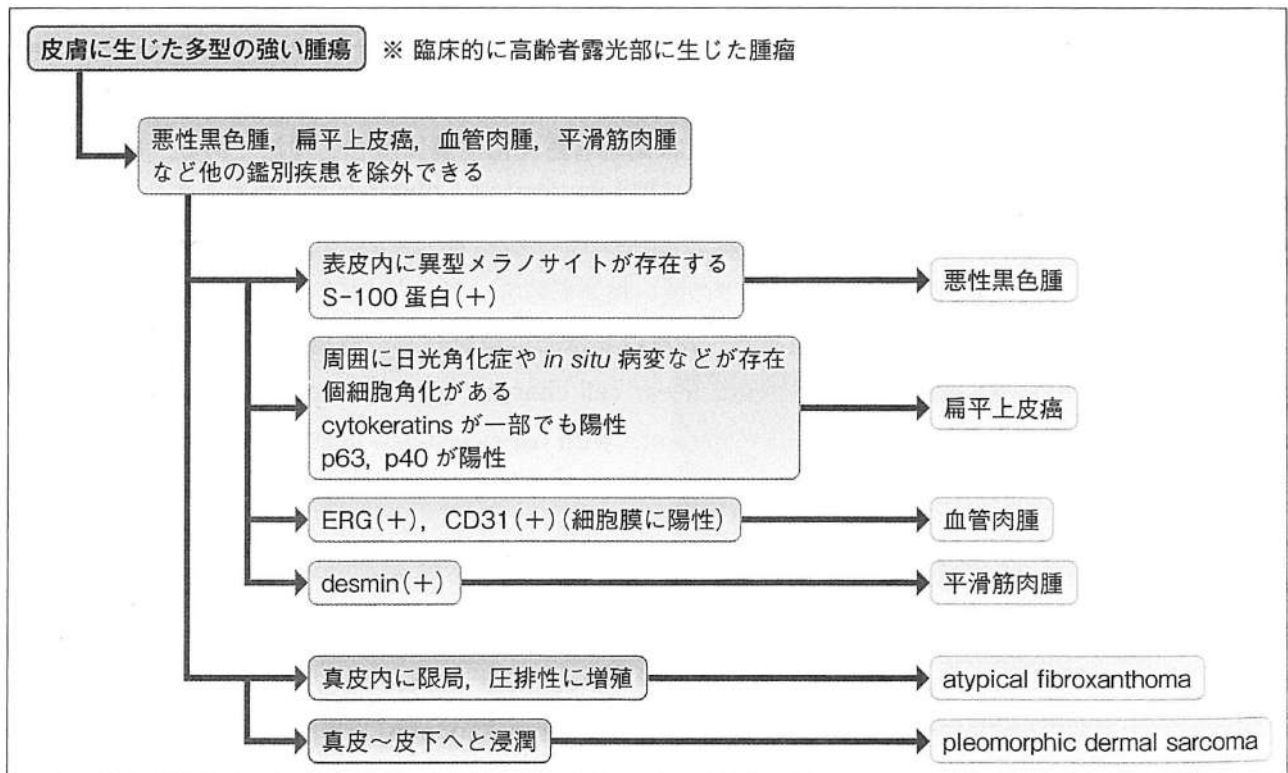 皮膚に生じた多型の強い腫瘍 ※ 臨床的に高齢者露光部に生じた腫瘤
悪性黒色腫，扁平上皮癌，血管肉腫，平滑筋肉腫
など他の鑑別疾患を除外できる
表皮内に異型メラノサイトが存在する
S-100 蛋白(＋)
悪性黒色腫
周囲に日光角化症や in situ 病変などが存在
個細胞角化がある
cytokeratins が一部でも陽性
p63，p40 が陽性
扁平上皮癌
ERG(＋)，CD31(＋)(細胞膜に陽性)
血管肉腫
desmin(＋)
平滑筋肉腫
真皮内に限局，圧排性に増殖
atypical fibroxanthoma
真皮～皮下へと浸潤
pleomorphic dermal sarcoma